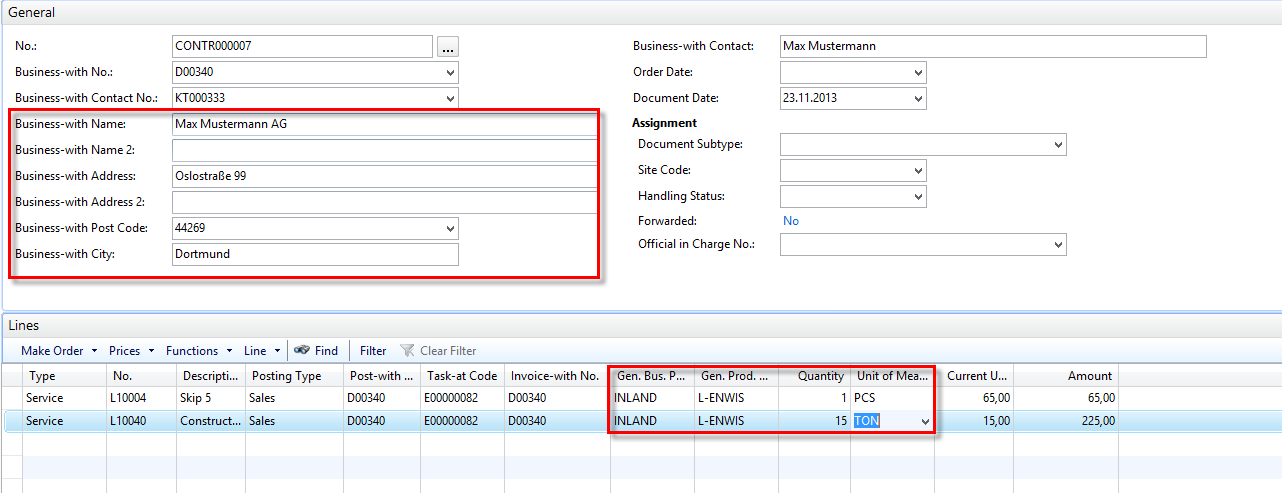 General
No.: CONTR000007 ...
Business-with No.: D00340
Business-with Contact No.: KT000333
Business-with Name: Max Mustermann AG
Business-with Name 2:
Business-with Address: Oslostraße 99
Business-with Address 2:
Business-with Post Code: 44269
Business-with City: Dortmund
Business-with Contact: Max Mustermann
Order Date:
Document Date: 23.11.2013
Assignment
Document Subtype:
Site Code:
Handling Status:
Forwarded: No
Official in Charge No.:
Lines
Make Order Prices Functions Line Find Filter Clear Filter
Type No. Descripti... Posting Type Post-with ... Task-at Code Invoice-with No. Gen. Bus. P... Gen. Prod. ... Quantity Unit of Mea... Current U... Amount
Service L10004 Skip 5 Sales D00340 E00000082 D00340 INLAND L-ENWIS 1 PCS 65,00 65,00
Service L10040 Construct... Sales D00340 E00000082 D00340 INLAND L-ENWIS 15 TON 15,00 225,00